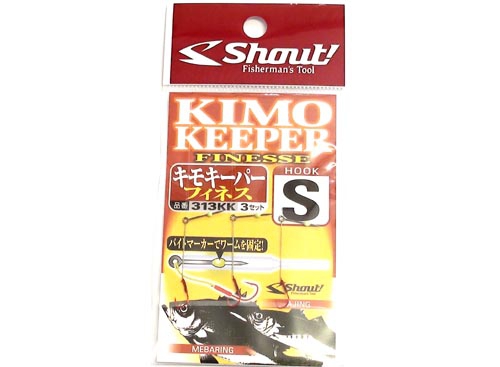 Shout!
Fisherman's Tool
KIMO
KEEPER
FINESSE
キモキーパー
フィネス
品番 313KK 3セット
HOOK
S
バイトマーカーでワームを固定!
Shout!
MEBARING